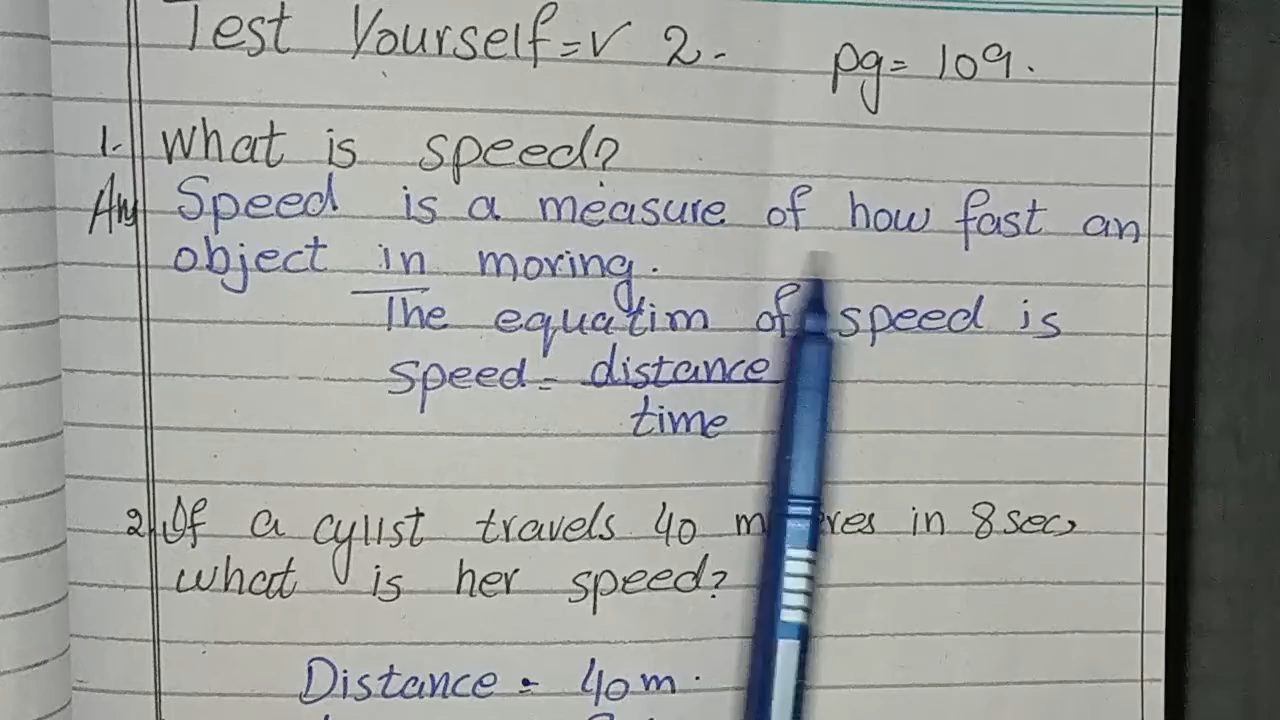 Test Yourself=V 2- pg= 109.
1. What is speed?
Ans Speed is a measure of how fast an
object in moving.
The equatim of speed is
speed = distance
time
2. If a cylist travels 40 metres in 8 sec,
what is her speed?
Distance = 40m.